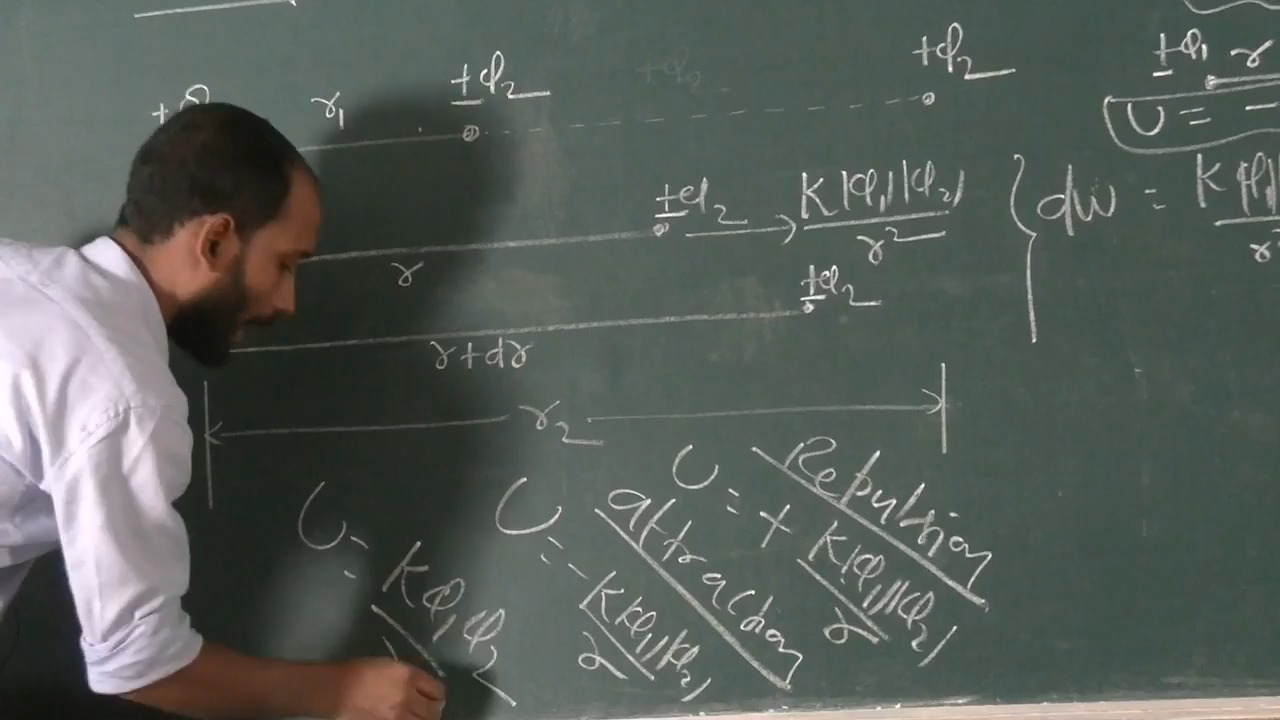 r₁ ±q₂ +q₂ ±q₁ r
U = -
±q₂ K|q₁||q₂| / r² dw = K|q₁|
r ±q₂
r+dr
r₂
Repulsion
U = + K|q₁||q₂| / r
attraction
U = - K|q₁||q₂| / r
U = Kq₁q₂